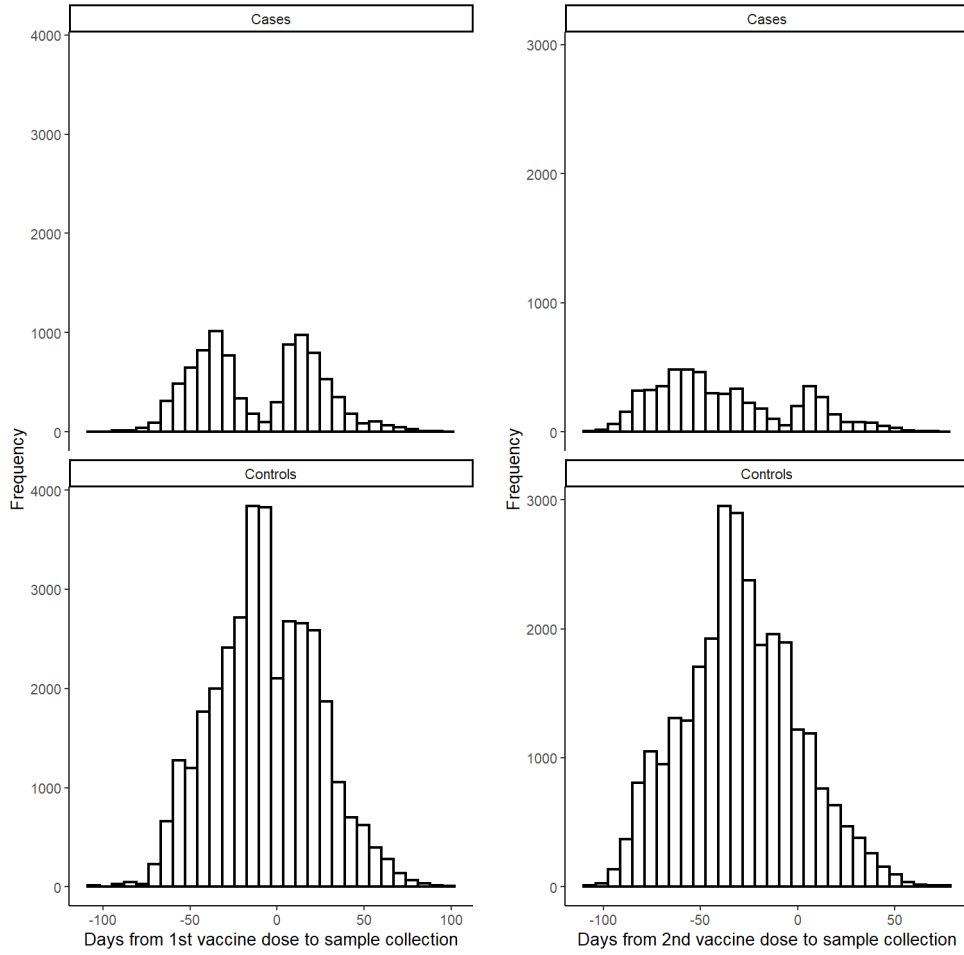 Cases
4000
3000
2000
1000
0
Controls
4000
3000
2000
1000
0
-100 -50 0 50 100
Days from 1st vaccine dose to sample collection
Frequency
Cases
3000
2000
1000
0
Controls
3000
2000
1000
0
-100 -50 0 50
Days from 2nd vaccine dose to sample collection
Frequency